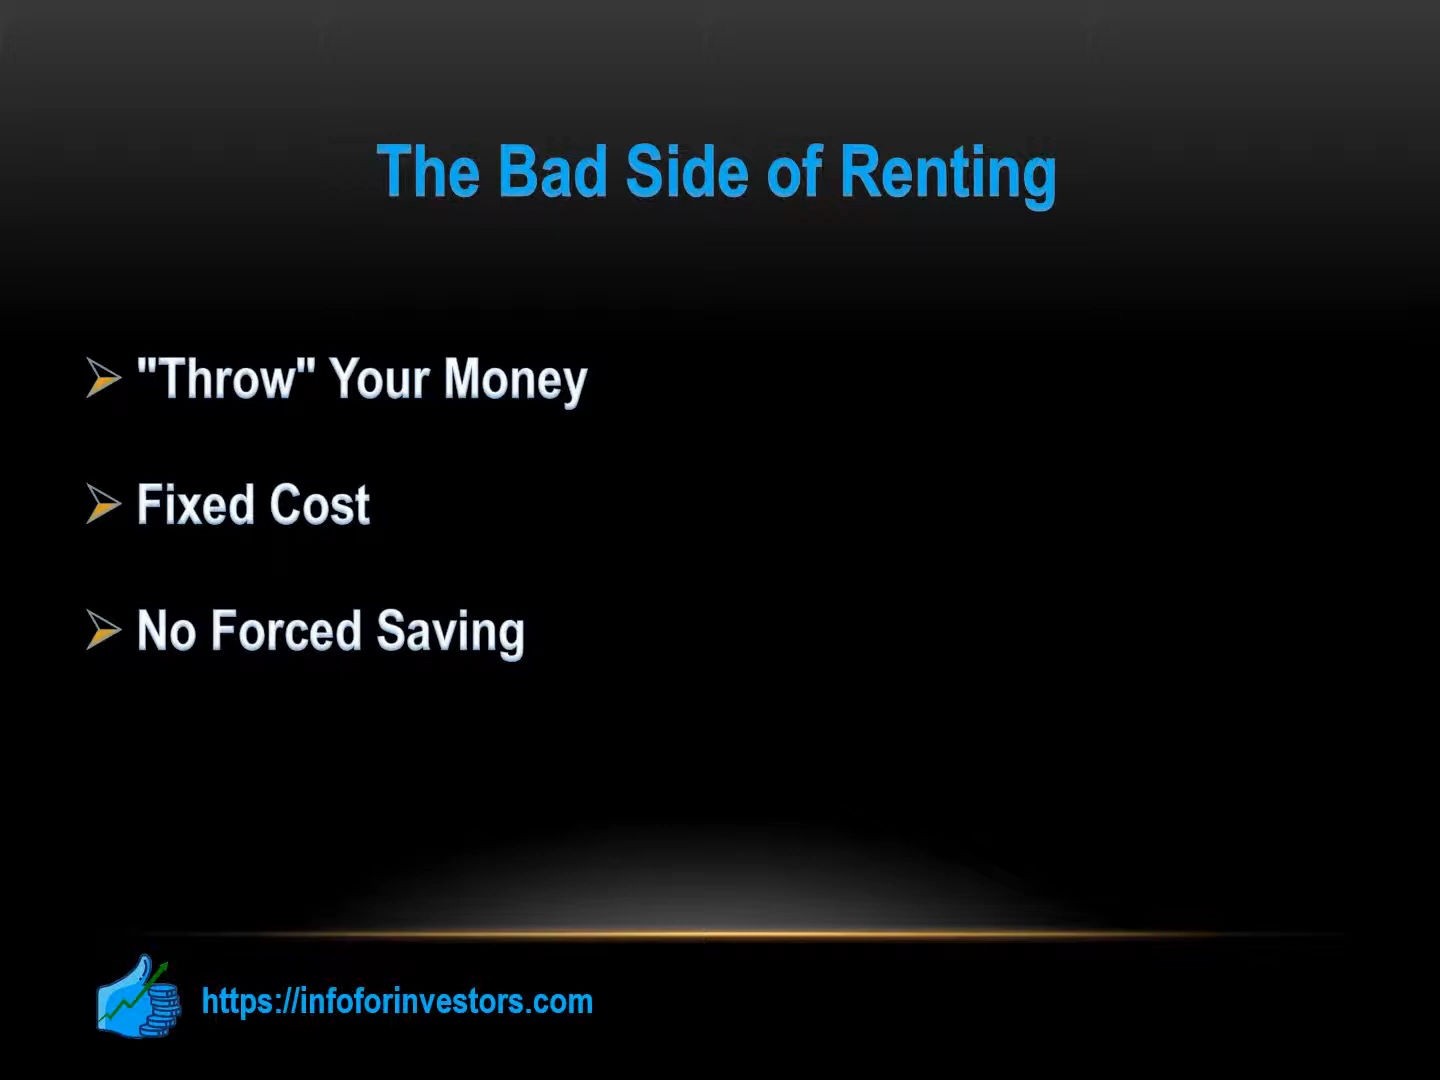 The Bad Side of Renting
"Throw" Your Money
Fixed Cost
No Forced Saving
https://infoforinvestors.com